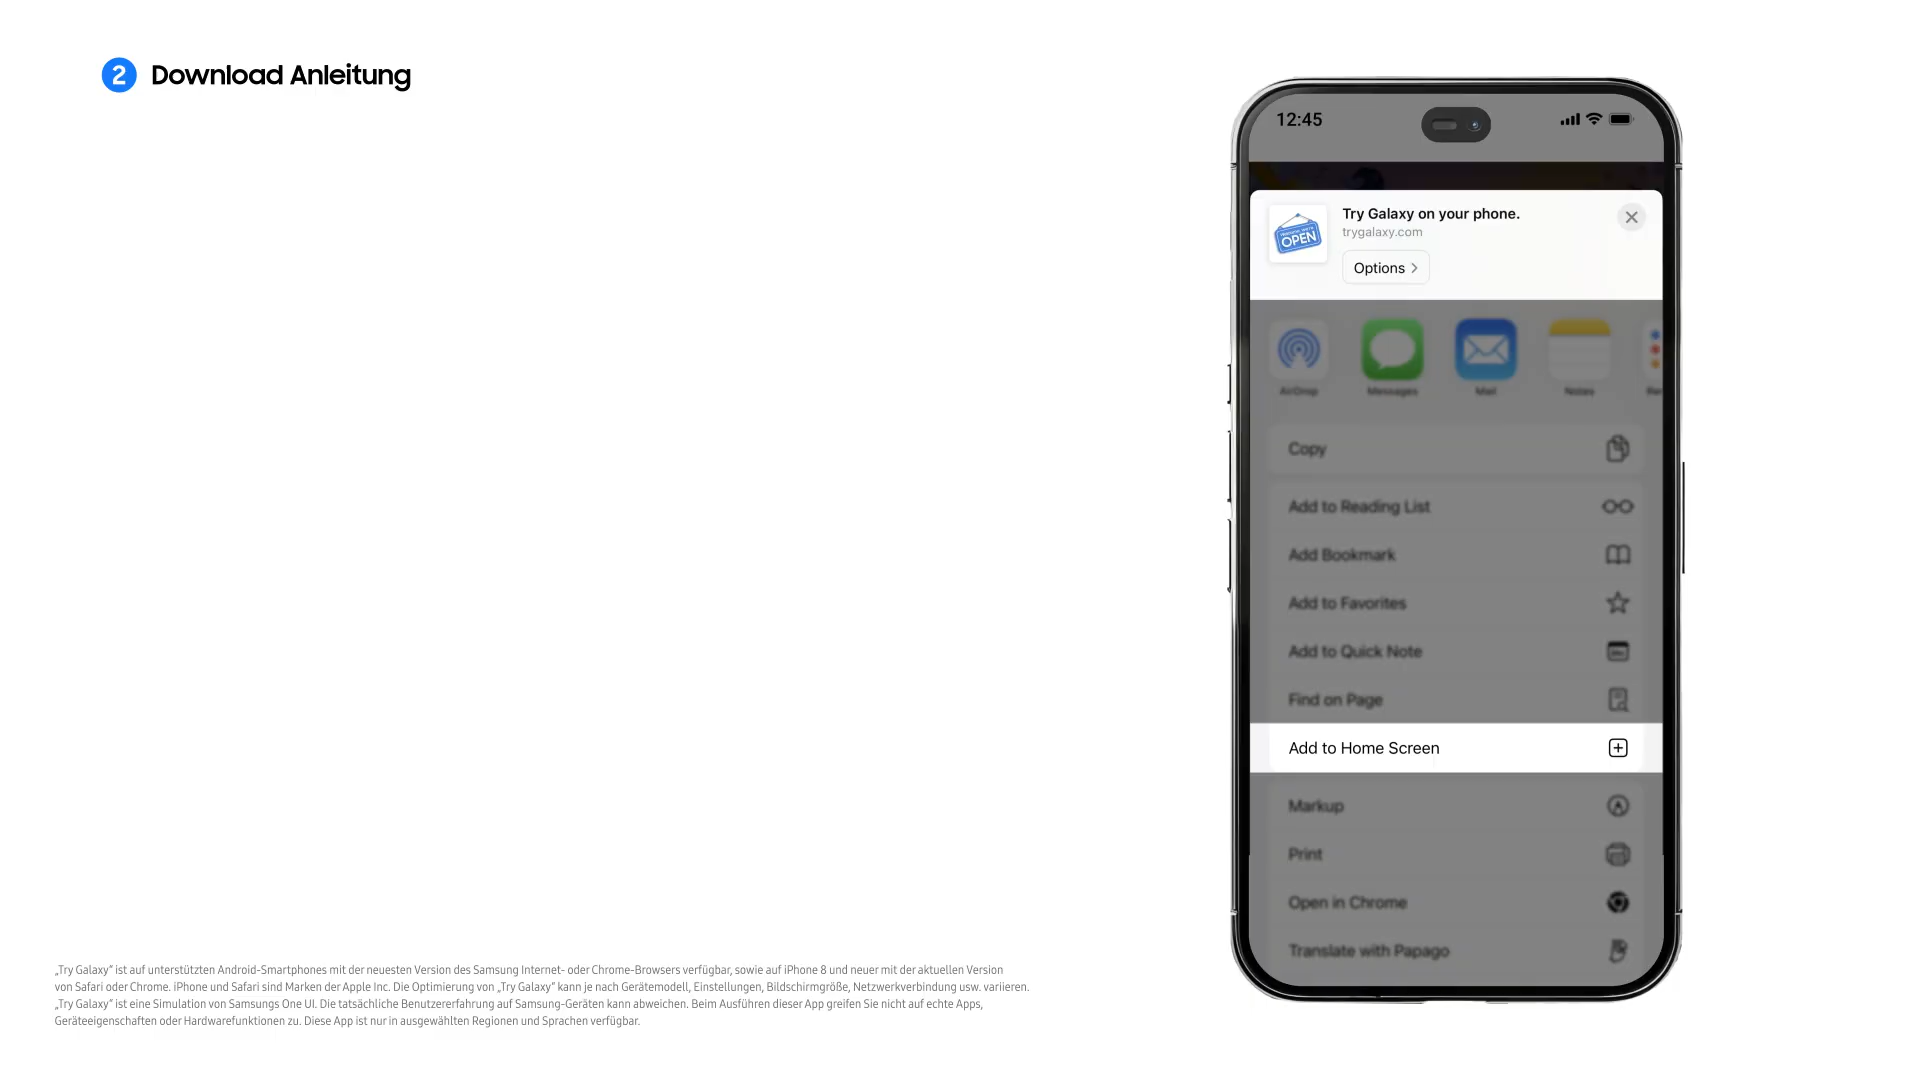 2 Download Anleitung
12:45
Try Galaxy on your phone.
trygalaxy.com
OPEN
Options
AirDrop Messages Mail Notes
Copy
Add to Reading List
Add Bookmark
Add to Favorites
Add to Quick Note
Find on Page
Add to Home Screen
Markup
Print
Open in Chrome
Translate with Papago
„Try Galaxy“ ist auf unterstützten Android-Smartphones mit der neuesten Version des Samsung Internet- oder Chrome-Browsers verfügbar, sowie auf iPhone 8 und neuer mit der aktuellen Version
von Safari oder Chrome. iPhone und Safari sind Marken der Apple Inc. Die Optimierung von „Try Galaxy“ kann je nach Gerätemodell, Einstellungen, Bildschirmgröße, Netzwerkverbindung usw. variieren.
„Try Galaxy“ ist eine Simulation von Samsungs One UI. Die tatsächliche Benutzererfahrung auf Samsung-Geräten kann abweichen. Beim Ausführen dieser App greifen Sie nicht auf echte Apps,
Geräteeigenschaften oder Hardwarefunktionen zu. Diese App ist nur in ausgewählten Regionen und Sprachen verfügbar.